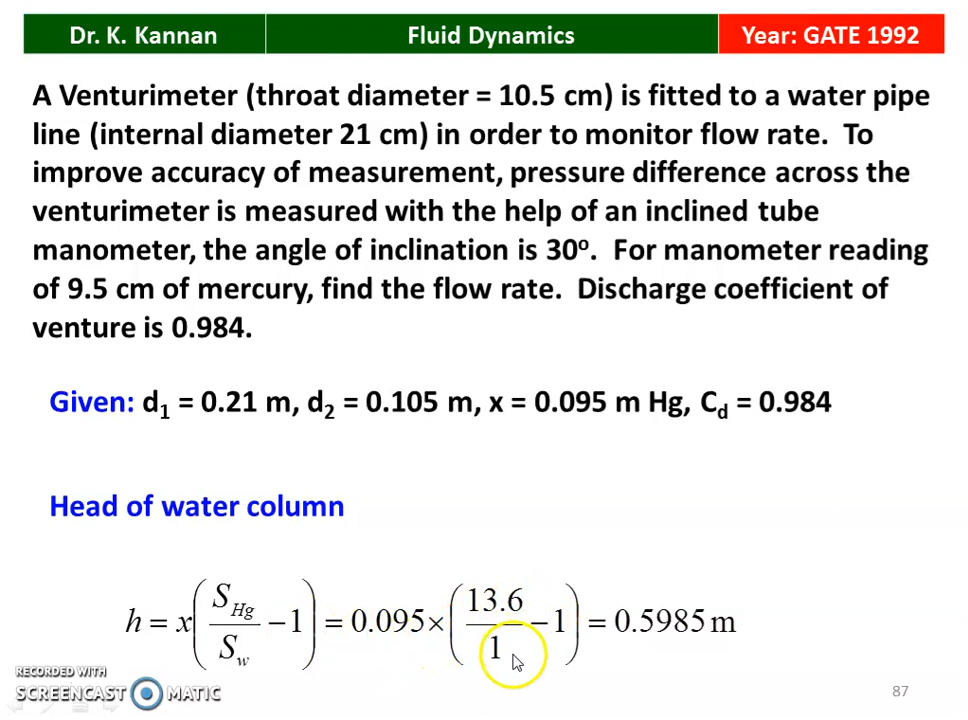 Dr. K. Kannan
Fluid Dynamics
Year: GATE 1992
A Venturimeter (throat diameter = 10.5 cm) is fitted to a water pipe
line (internal diameter 21 cm) in order to monitor flow rate. To
improve accuracy of measurement, pressure difference across the
venturimeter is measured with the help of an inclined tube
manometer, the angle of inclination is 30°. For manometer reading
of 9.5 cm of mercury, find the flow rate. Discharge coefficient of
venture is 0.984.
Given: d₁ = 0.21 m, d₂ = 0.105 m, x = 0.095 m Hg, C_d = 0.984
Head of water column
h = x(S_Hg/S_w − 1) = 0.095 × (13.6/1 − 1) = 0.5985 m
RECORDED WITH
SCREENCAST MATIC
87